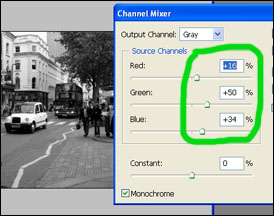 Channel Mixer
Output Channel: Gray
Source Channels
Red: +16 %
Green: +50 %
Blue: +34 %
Constant: 0 %
Monochrome